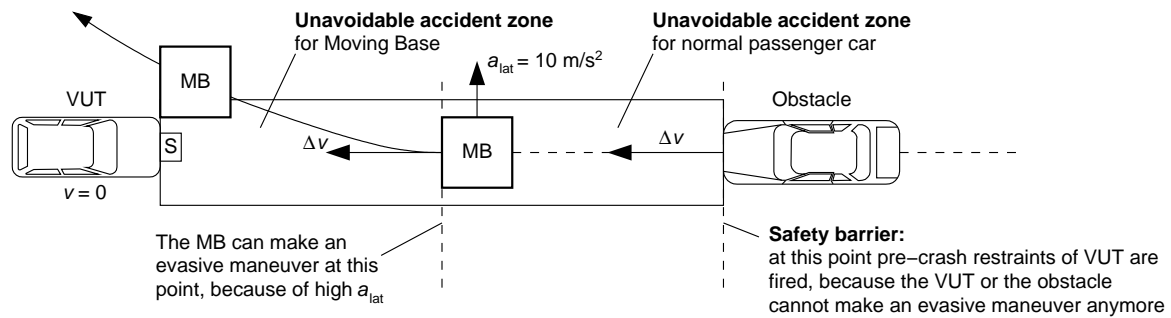 Unavoidable accident zone
for Moving Base
Unavoidable accident zone
for normal passenger car
a_lat = 10 m/s²
MB
VUT
Obstacle
S
Δv
MB
Δv
v = 0
The MB can make an
evasive maneuver at this
point, because of high a_lat
Safety barrier:
at this point pre−crash restraints of VUT are
fired, because the VUT or the obstacle
cannot make an evasive maneuver anymore